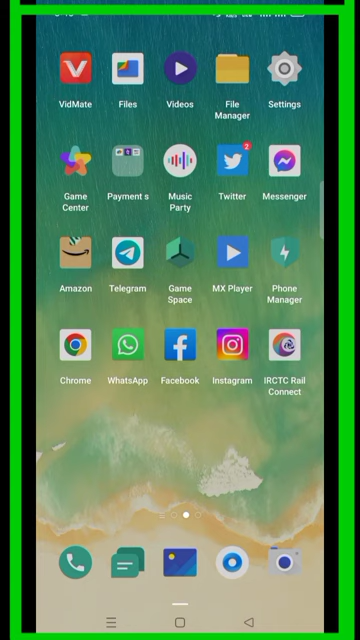 VidMate
Files
Videos
File
Manager
Settings
Game
Center
Payment s
Music
Party
2
Twitter
Messenger
Amazon
Telegram
Game
Space
MX Player
Phone
Manager
Chrome
WhatsApp
Facebook
Instagram
IRCTC Rail
Connect